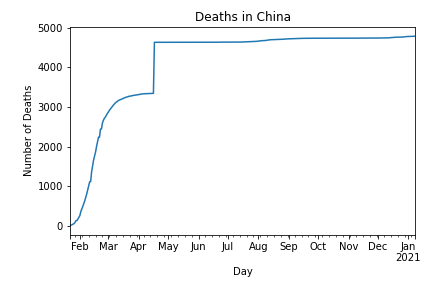 Deaths in China
Number of Deaths
5000
4000
3000
2000
1000
0
Feb Mar Apr May Jun Jul Aug Sep Oct Nov Dec Jan
2021
Day